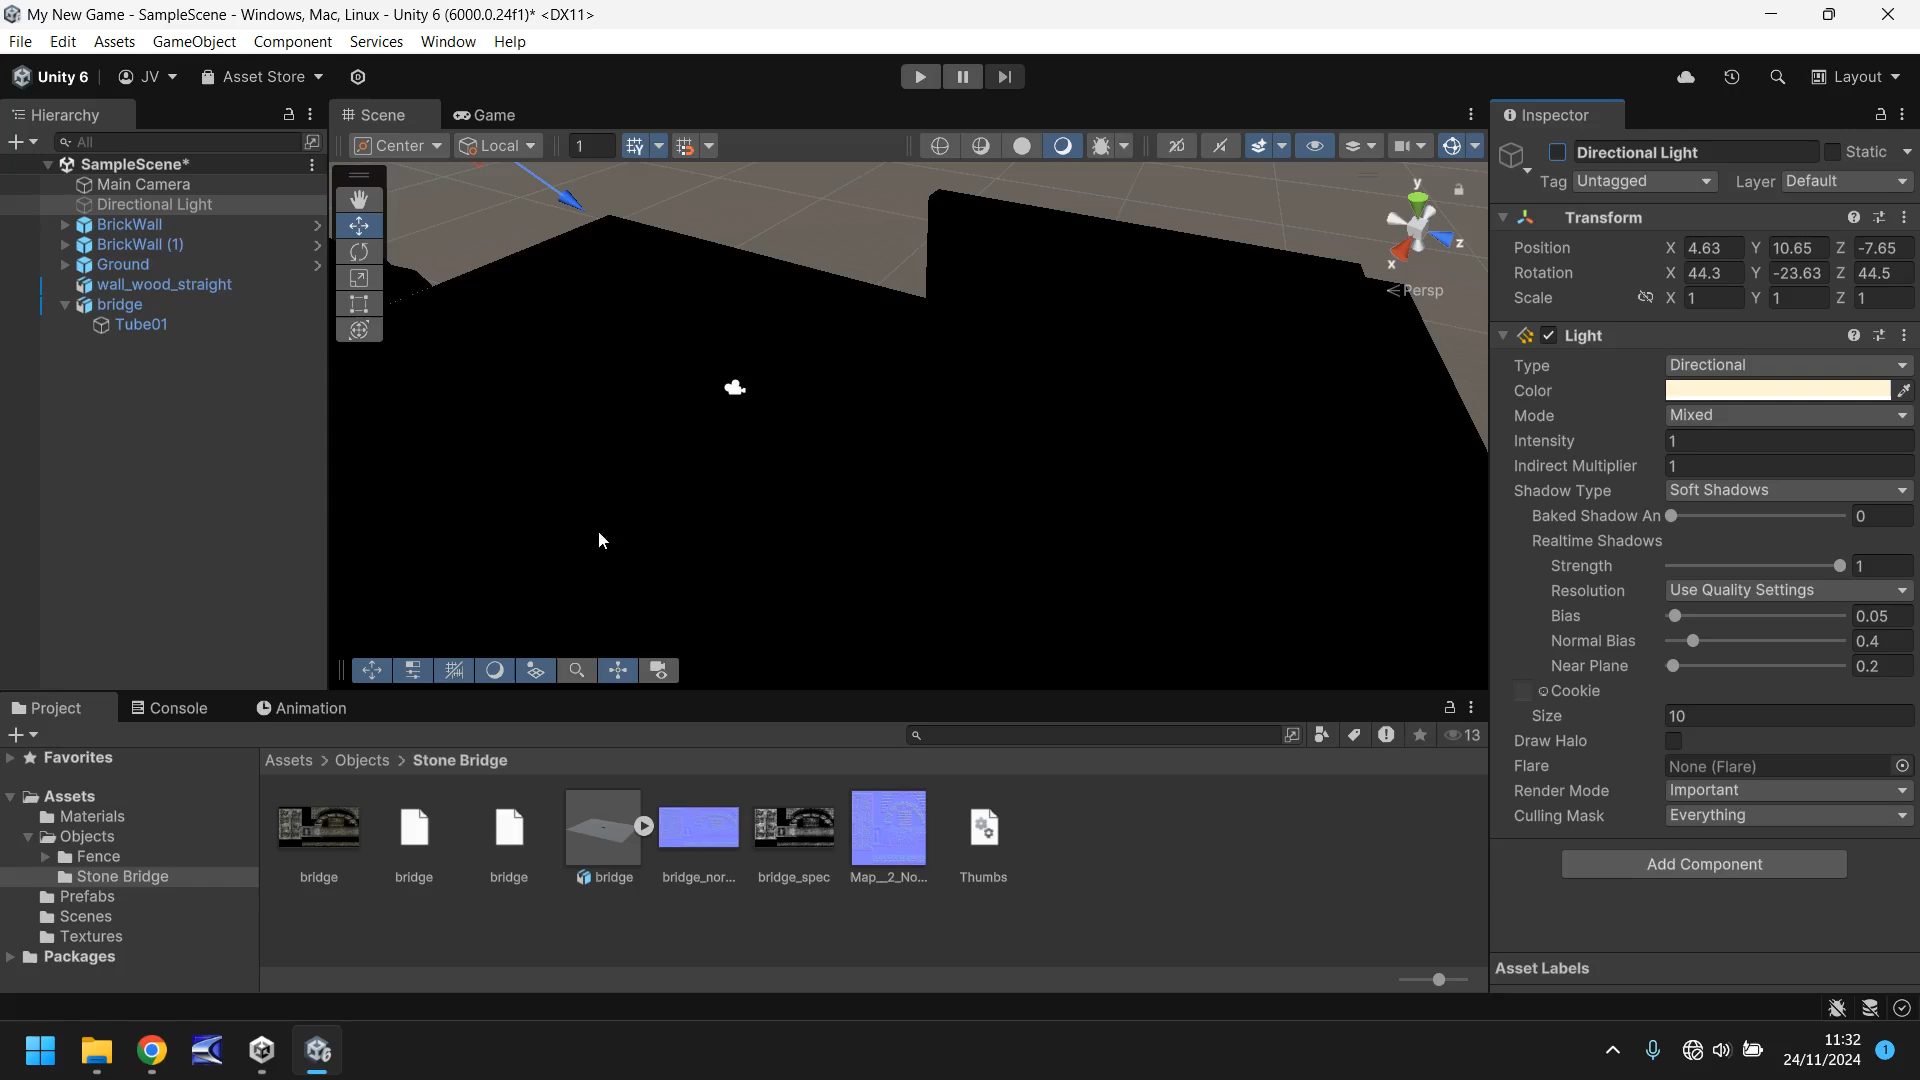 My New Game - SampleScene - Windows, Mac, Linux - Unity 6 (6000.0.24f1)* <DX11>
File Edit Assets GameObject Component Services Window Help
Unity 6 JV Asset Store Layout
Hierarchy
All
SampleScene*
Main Camera
Directional Light
BrickWall
BrickWall (1)
Ground
wall_wood_straight
bridge
Tube01
Scene Game
Center Local 1
y
z
x
Persp
Inspector
Directional Light Static
Tag Untagged Layer Default
Transform
Position X 4.63 Y 10.65 Z -7.65
Rotation X 44.3 Y -23.63 Z 44.5
Scale X 1 Y 1 Z 1
Light
Type Directional
Color
Mode Mixed
Intensity 1
Indirect Multiplier 1
Shadow Type Soft Shadows
Baked Shadow An 0
Realtime Shadows
Strength 1
Resolution Use Quality Settings
Bias 0.05
Normal Bias 0.4
Near Plane 0.2
Cookie
Size 10
Draw Halo
Flare None (Flare)
Render Mode Important
Culling Mask Everything
Add Component
Asset Labels
Project Console Animation
13
Favorites
Assets
Materials
Objects
Fence
Stone Bridge
Prefabs
Scenes
Textures
Packages
Assets > Objects > Stone Bridge
bridge bridge bridge bridge bridge_nor... bridge_spec Map__2_No... Thumbs
11:32
24/11/2024 1